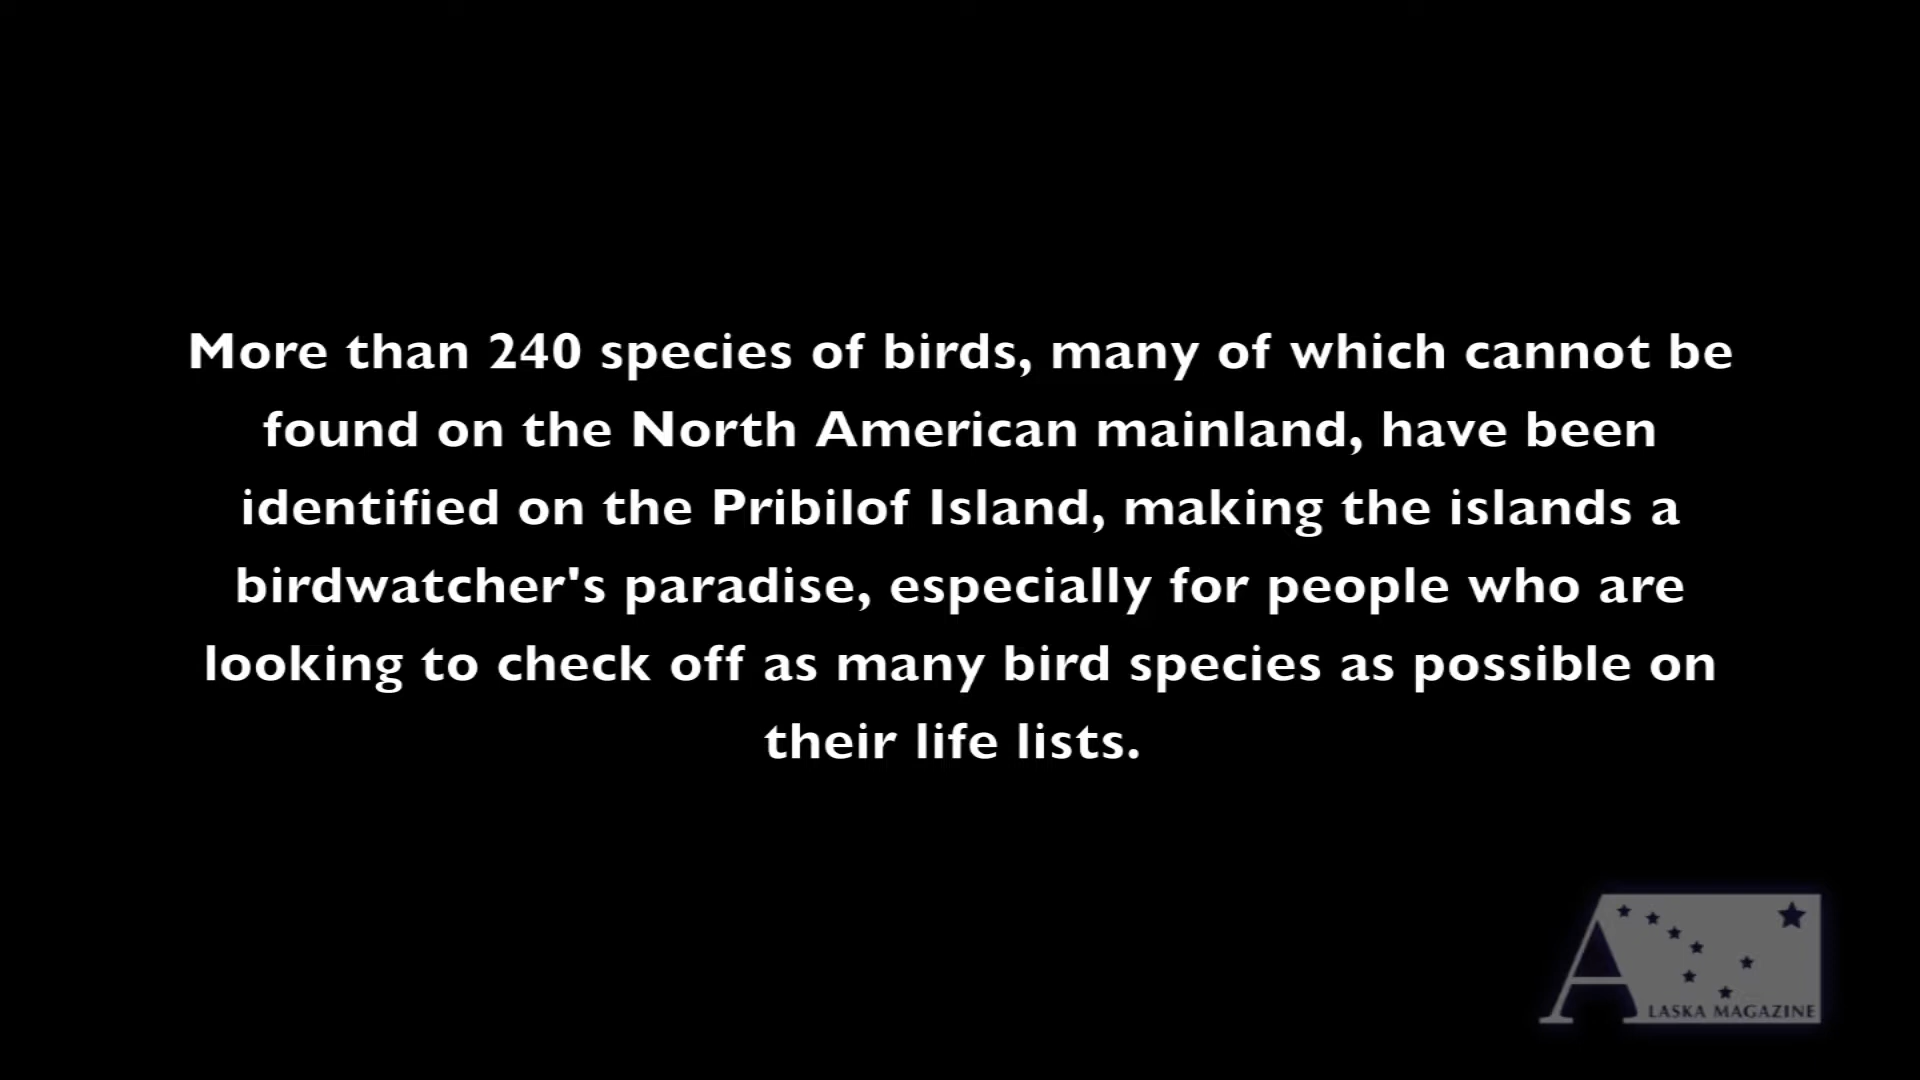 More than 240 species of birds, many of which cannot be
found on the North American mainland, have been
identified on the Pribilof Island, making the islands a
birdwatcher's paradise, especially for people who are
looking to check off as many bird species as possible on
their life lists.
ALASKA MAGAZINE